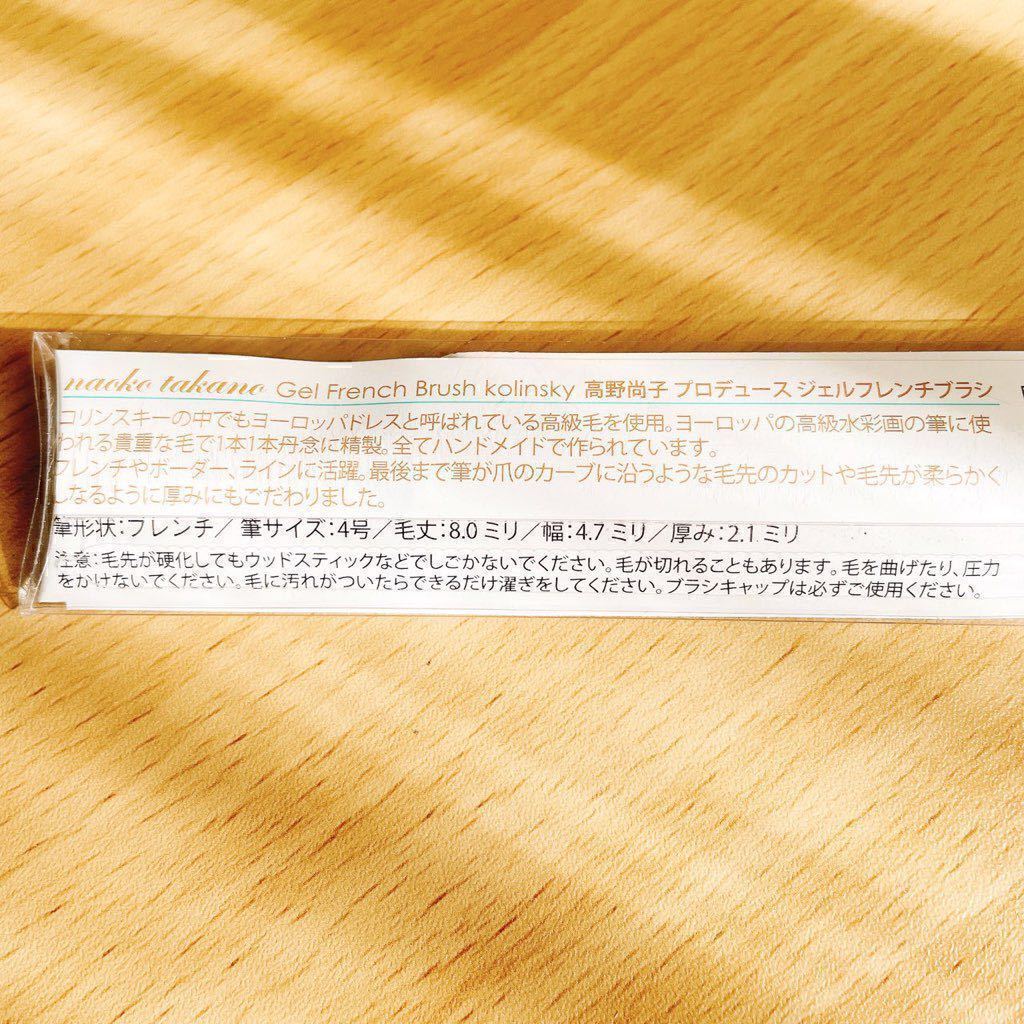 naoko takano Gel French Brush kolinsky 高野尚子 プロデュース ジェルフレンチブラシ
コリンスキーの中でもヨーロッパドレスと呼ばれている高級毛を使用。ヨーロッパの高級水彩画の筆に使
われる貴重な毛で1本1本丹念に精製。全てハンドメイドで作られています。
フレンチやボーダー、ラインに活躍。最後まで筆が爪のカーブに沿うような毛先のカットや毛先が柔らかく
しなるように厚みにもこだわりました。
筆形状:フレンチ/ 筆サイズ:4号/毛丈:8.0 ミリ/幅:4.7 ミリ/厚み:2.1 ミリ
注意:毛先が硬化してもウッドスティックなどでしごかないでください。毛が切れることもあります。毛を曲げたり、圧力
をかけないでください。毛に汚れがついたらできるだけ濯ぎをしてください。ブラシキャップは必ずご使用ください。